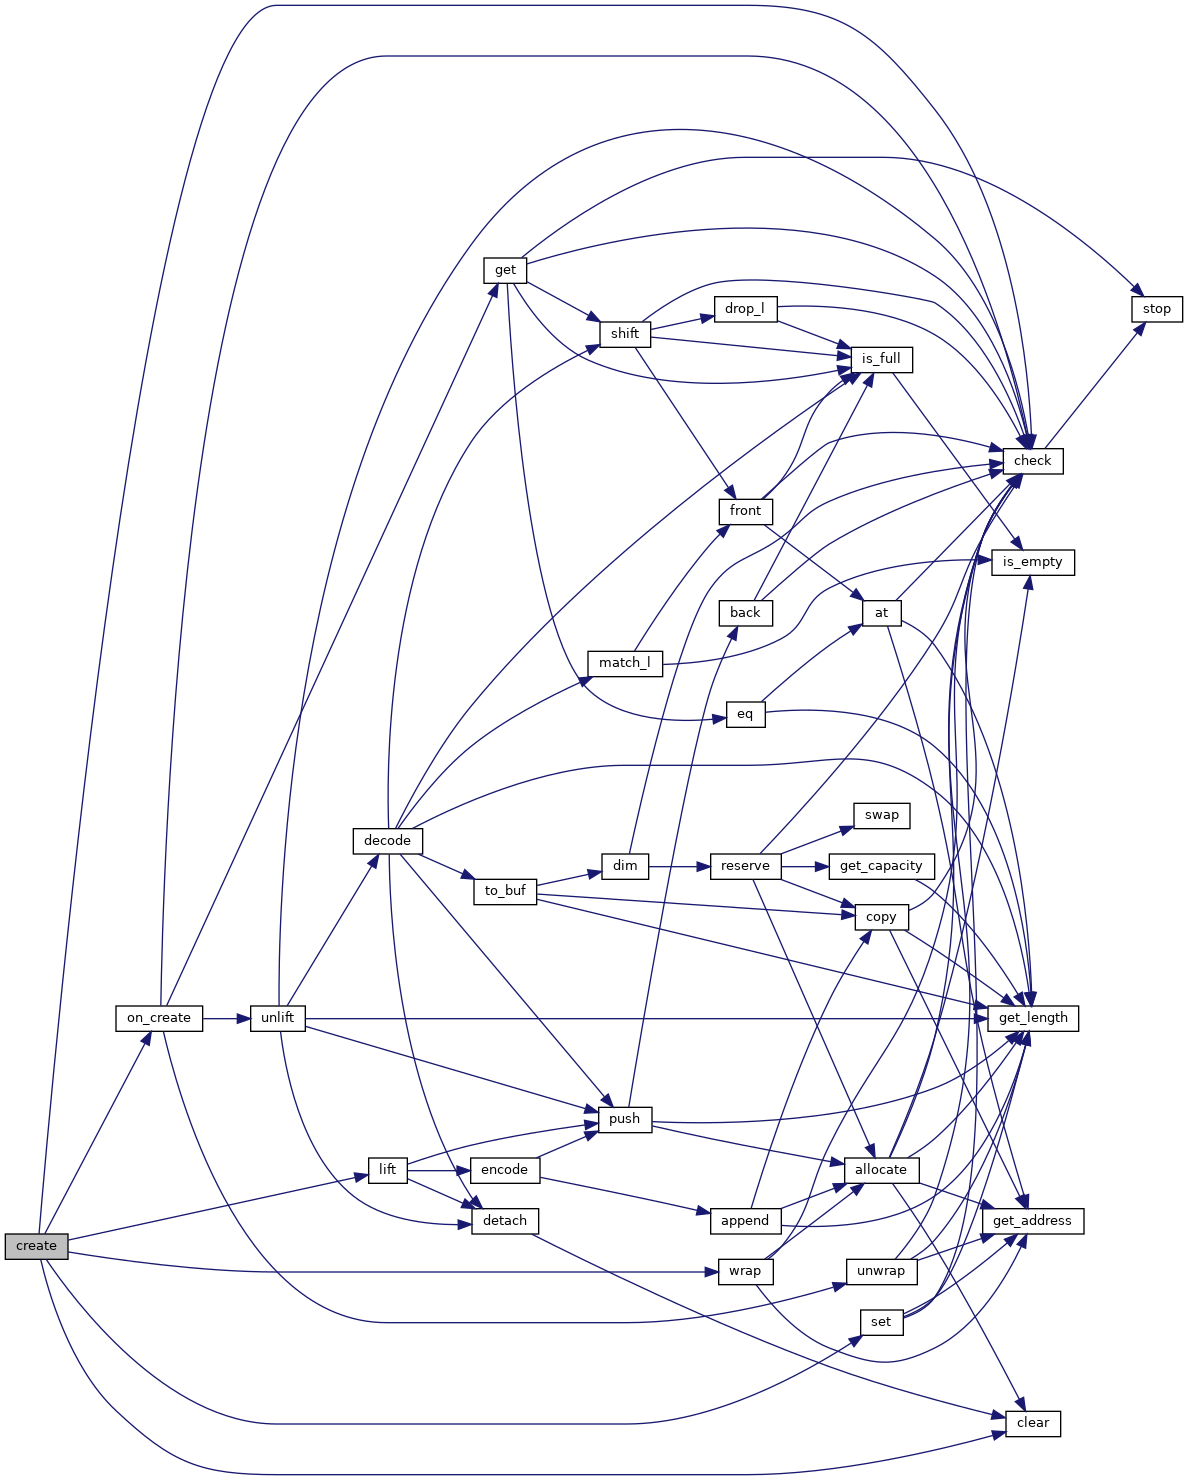 get
stop
drop_l
shift
is_full
check
front
is_empty
back
at
match_l
eq
swap
decode
dim
reserve
get_capacity
to_buf
copy
on_create
unlift
get_length
push
lift
encode
allocate
detach
append
get_address
create
wrap
unwrap
set
clear